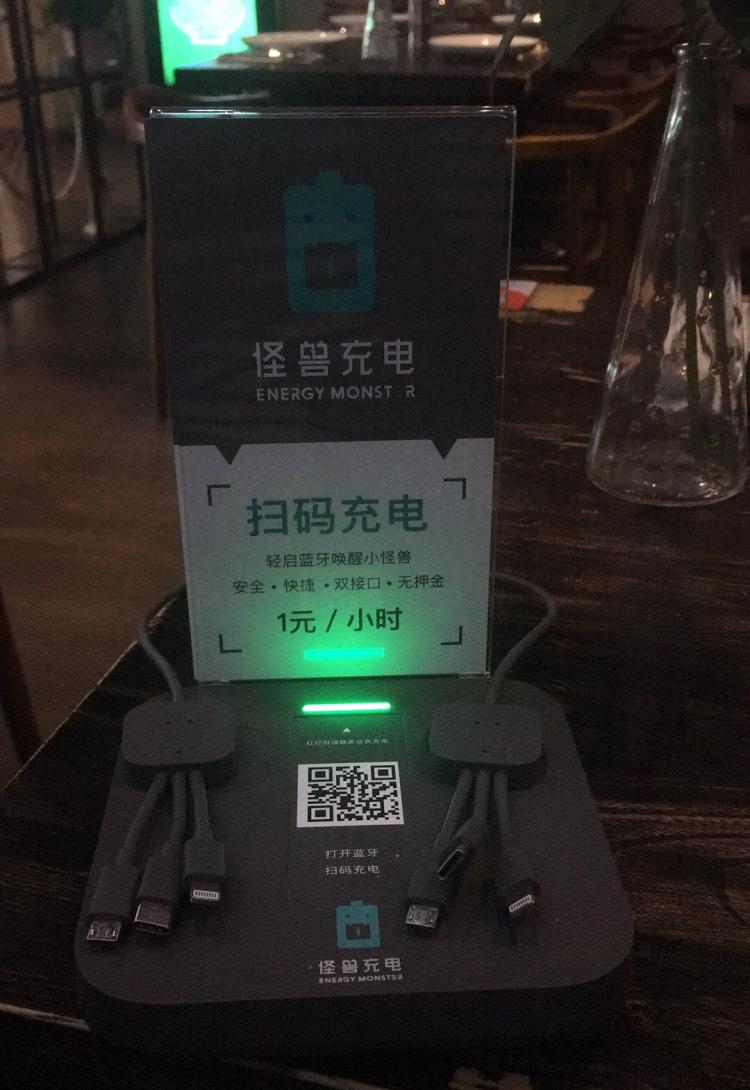 怪兽充电
ENERGY MONSTER
扫码充电
轻启蓝牙唤醒小怪兽
安全・快捷・双接口・无押金
1元 / 小时
打开蓝牙
扫码充电
怪兽充电
ENERGY MONSTER